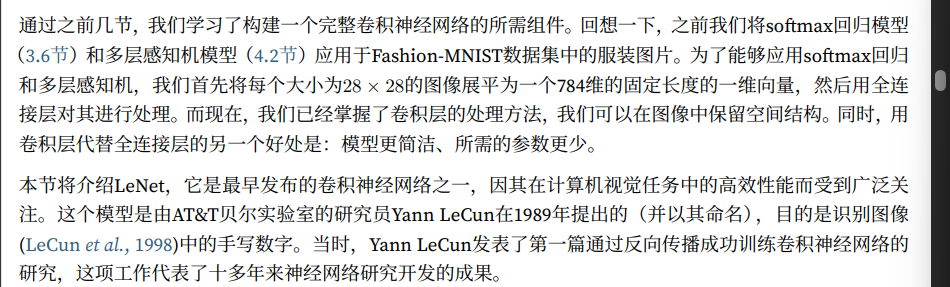 通过之前几节，我们学习了构建一个完整卷积神经网络的所需组件。回想一下，之前我们将softmax回归模型
（3.6节）和多层感知机模型（4.2节）应用于Fashion-MNIST数据集中的服装图片。为了能够应用softmax回归
和多层感知机，我们首先将每个大小为28 × 28的图像展平为一个784维的固定长度的一维向量，然后用全连
接层对其进行处理。而现在，我们已经掌握了卷积层的处理方法，我们可以在图像中保留空间结构。同时，用
卷积层代替全连接层的另一个好处是：模型更简洁、所需的参数更少。
本节将介绍LeNet，它是最早发布的卷积神经网络之一，因其在计算机视觉任务中的高效性能而受到广泛关
注。这个模型是由AT&T贝尔实验室的研究员Yann LeCun在1989年提出的（并以其命名），目的是识别图像
(LeCun et al., 1998)中的手写数字。当时，Yann LeCun发表了第一篇通过反向传播成功训练卷积神经网络的
研究，这项工作代表了十多年来神经网络研究开发的成果。